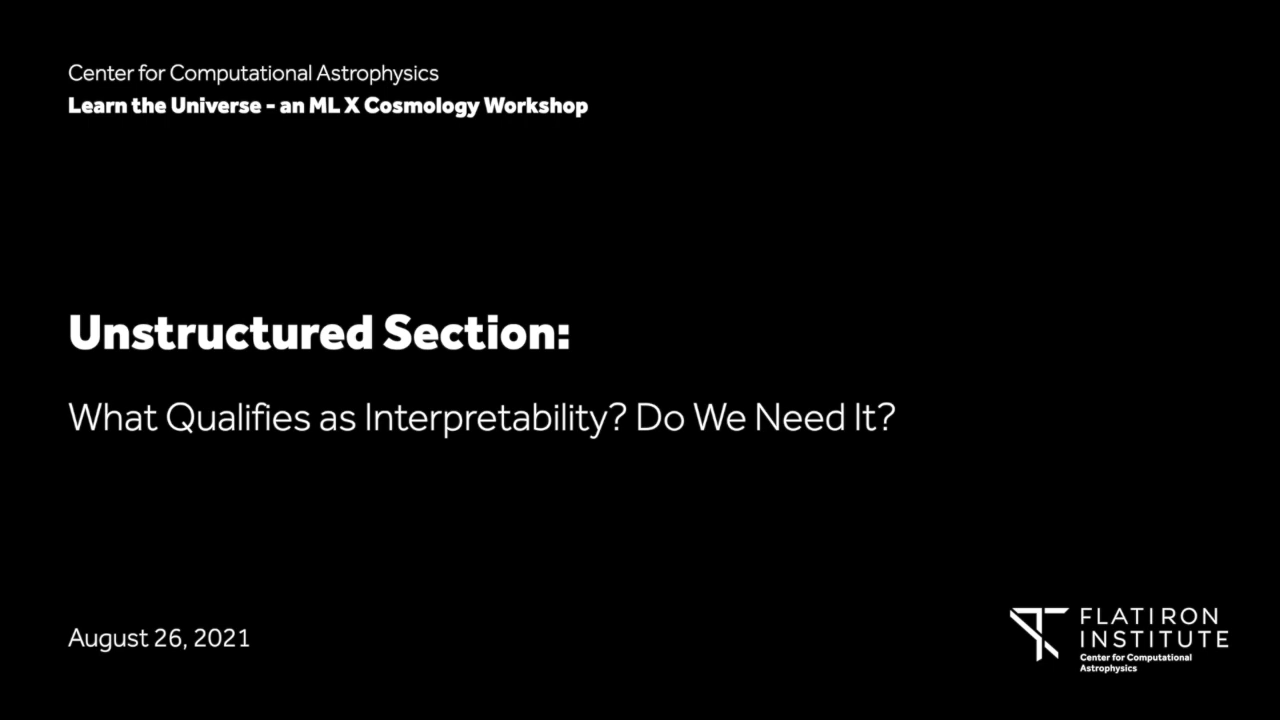 Center for Computational Astrophysics
Learn the Universe - an ML X Cosmology Workshop
Unstructured Section:
What Qualifies as Interpretability? Do We Need It?
August 26, 2021
FLATIRON
INSTITUTE
Center for Computational
Astrophysics